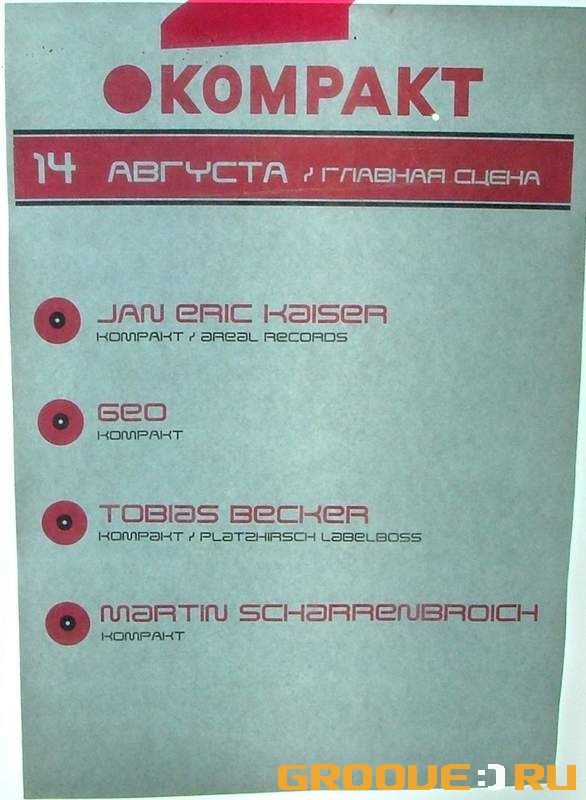 KOMPAKT
14 АВГУСТА / ГЛАВНАЯ СЦЕНА
JAN ERIC KAISER
KOMPAKT / AREAL RECORDS
GEO
KOMPAKT
TOBIAS BECKER
KOMPAKT / PLATZHIRSCH LABELBOSS
MARTIN SCHARRENBROICH
KOMPAKT
GROOVE:) RU